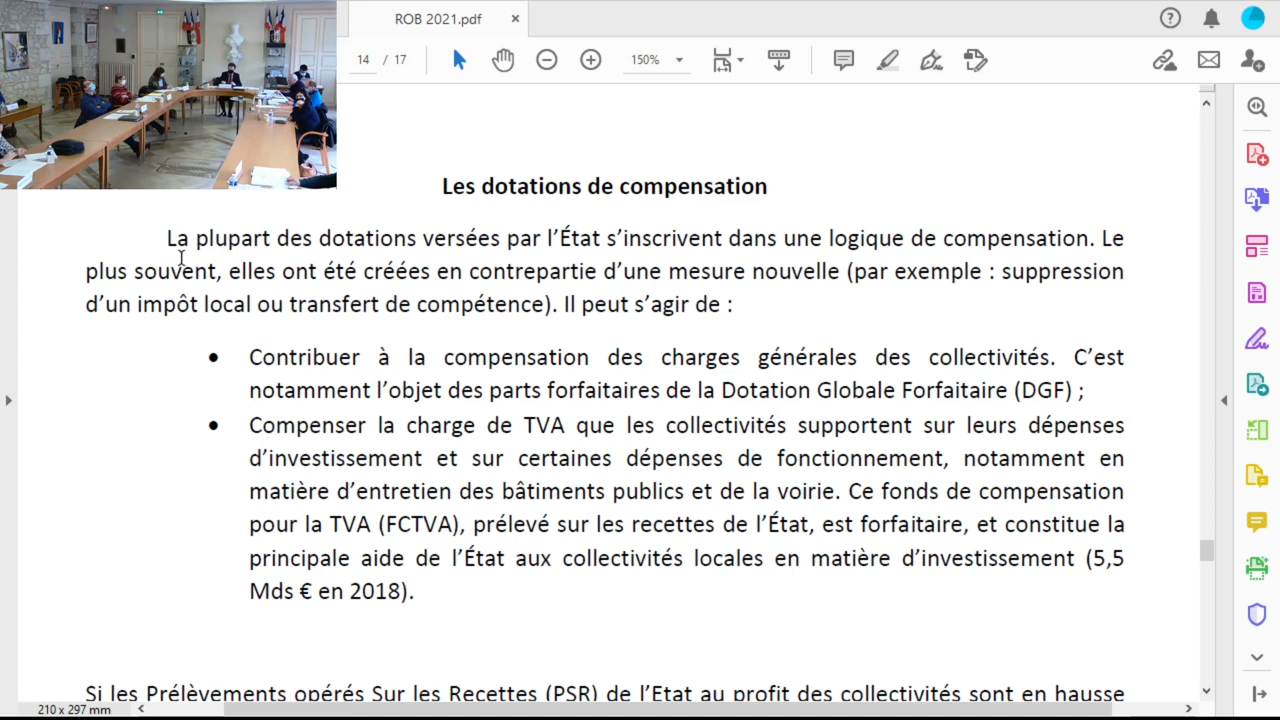 ROB 2021.pdf
14 / 17
150%
Les dotations de compensation
La plupart des dotations versées par l’État s’inscrivent dans une logique de compensation. Le
plus souvent, elles ont été créées en contrepartie d’une mesure nouvelle (par exemple : suppression
d’un impôt local ou transfert de compétence). Il peut s’agir de :
• Contribuer à la compensation des charges générales des collectivités. C’est
notamment l’objet des parts forfaitaires de la Dotation Globale Forfaitaire (DGF) ;
• Compenser la charge de TVA que les collectivités supportent sur leurs dépenses
d’investissement et sur certaines dépenses de fonctionnement, notamment en
matière d’entretien des bâtiments publics et de la voirie. Ce fonds de compensation
pour la TVA (FCTVA), prélevé sur les recettes de l’État, est forfaitaire, et constitue la
principale aide de l’État aux collectivités locales en matière d’investissement (5,5
Mds € en 2018).
Si les Prélèvements opérés Sur les Recettes (PSR) de l’Etat au profit des collectivités sont en hausse
210 x 297 mm